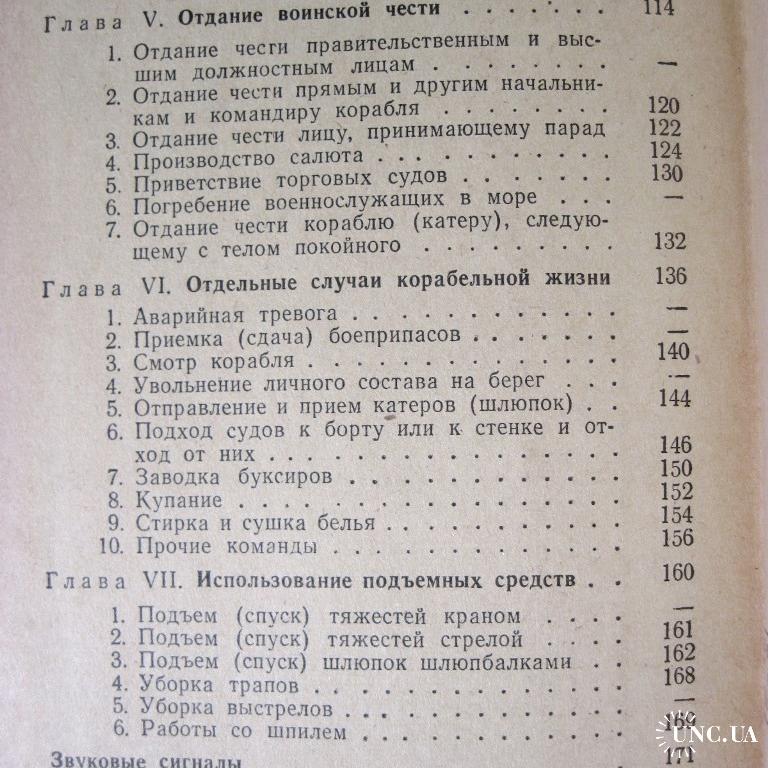 Глава V. Отдание воинской чести . . . . . . . 114
1. Отдание чести правительственным и выс-
шим должностным лицам . . . . . . . . —
2. Отдание чести прямым и другим начальни-
кам и командиру корабля . . . . . . . . 120
3. Отдание чести лицу, принимающему парад 122
4. Производство салюта . . . . . . . . . . 124
5. Приветствие торговых судов . . . . . . . 130
6. Погребение военнослужащих в море . . . —
7. Отдание чести кораблю (катеру), следую-
щему с телом покойного . . . . . . . . . 132
Глава VI. Отдельные случаи корабельной жизни 136
1. Аварийная тревога . . . . . . . . . . . . —
2. Приемка (сдача) боеприпасов . . . . . . . —
3. Смотр корабля . . . . . . . . . . . . . . 140
4. Увольнение личного состава на берег . . . —
5. Отправление и прием катеров (шлюпок) . . 144
6. Подход судов к борту или к стенке и от-
ход от них . . . . . . . . . . . . . . . 146
7. Заводка буксиров . . . . . . . . . . . . 150
8. Купание . . . . . . . . . . . . . . . . . 152
9. Стирка и сушка белья . . . . . . . . . . 154
10. Прочие команды . . . . . . . . . . . . . 156
Глава VII. Использование подъемных средств . . 160
1. Подъем (спуск) тяжестей краном . . . . —
2. Подъем (спуск) тяжестей стрелой . . . . 161
3. Подъем (спуск) шлюпок шлюпбалками . . 162
4. Уборка трапов . . . . . . . . . . . . . 168
5. Уборка выстрелов . . . . . . . . . . . . —
6. Работы со шпилем . . . . . . . . . . . . 169
Звуковые сигналы 171
UNC.UA